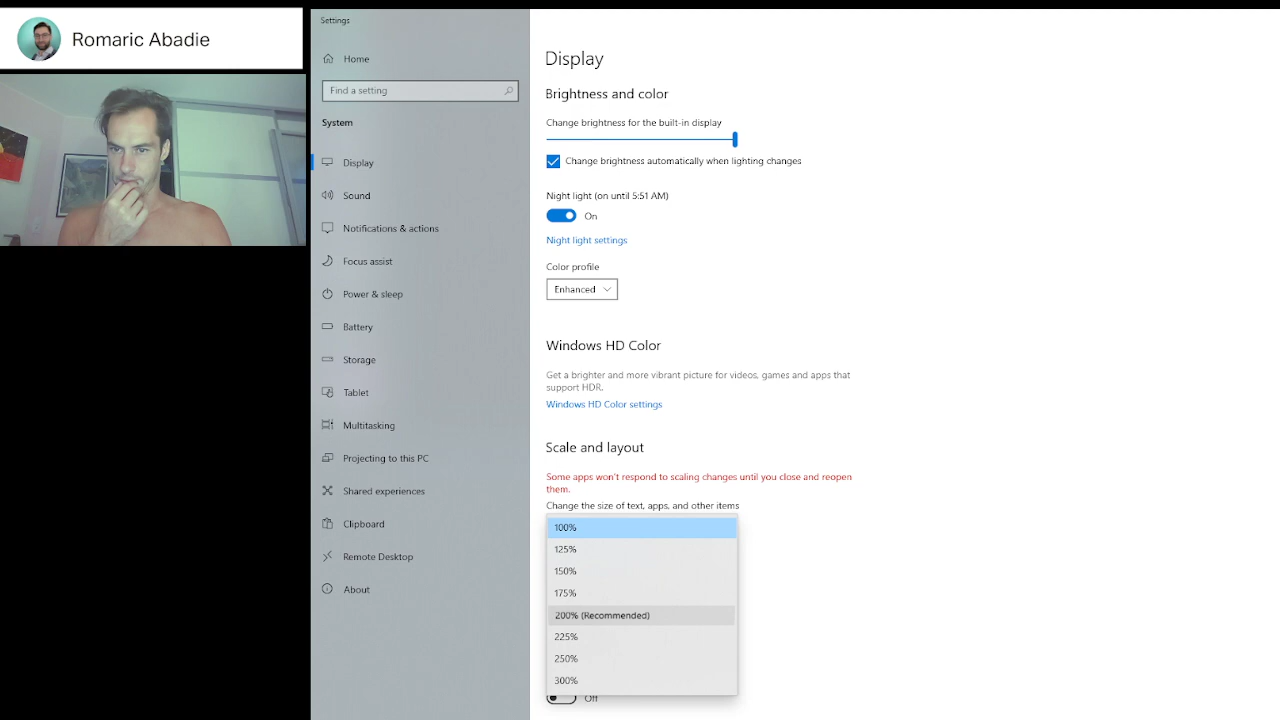 Romaric Abadie
Settings
Home
Find a setting
System
Display
Sound
Notifications & actions
Focus assist
Power & sleep
Battery
Storage
Tablet
Multitasking
Projecting to this PC
Shared experiences
Clipboard
Remote Desktop
About
Display
Brightness and color
Change brightness for the built-in display
Change brightness automatically when lighting changes
Night light (on until 5:51 AM)
On
Night light settings
Color profile
Enhanced
Windows HD Color
Get a brighter and more vibrant picture for videos, games and apps that
support HDR.
Windows HD Color settings
Scale and layout
Some apps won't respond to scaling changes until you close and reopen
them.
Change the size of text, apps, and other items
100%
125%
150%
175%
200% (Recommended)
225%
250%
300%
Off